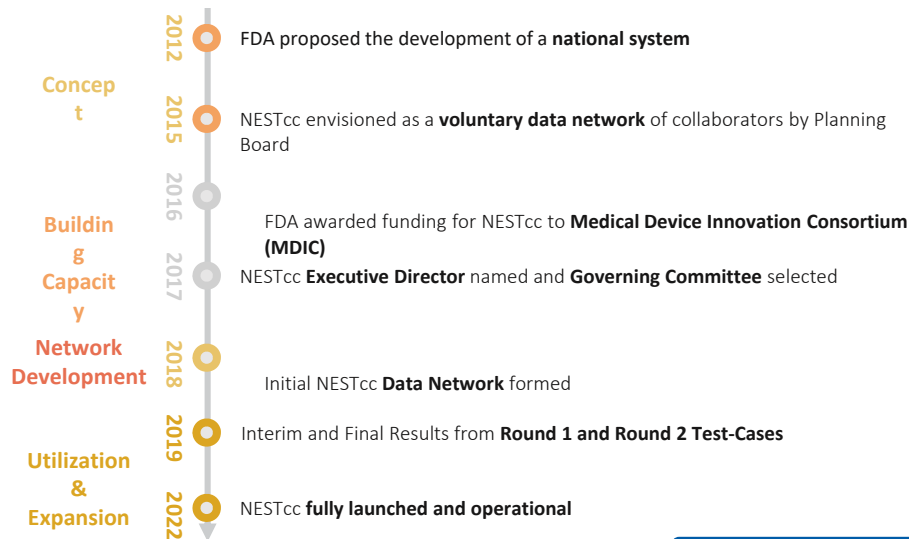 2012
FDA proposed the development of a national system
Concep
t
2015
NESTcc envisioned as a voluntary data network of collaborators by Planning
Board
2016
FDA awarded funding for NESTcc to Medical Device Innovation Consortium
(MDIC)
Buildin
g
Capacit
y
2017
NESTcc Executive Director named and Governing Committee selected
Network
Development
2018
Initial NESTcc Data Network formed
2019
Interim and Final Results from Round 1 and Round 2 Test-Cases
Utilization
&
Expansion
2022
NESTcc fully launched and operational